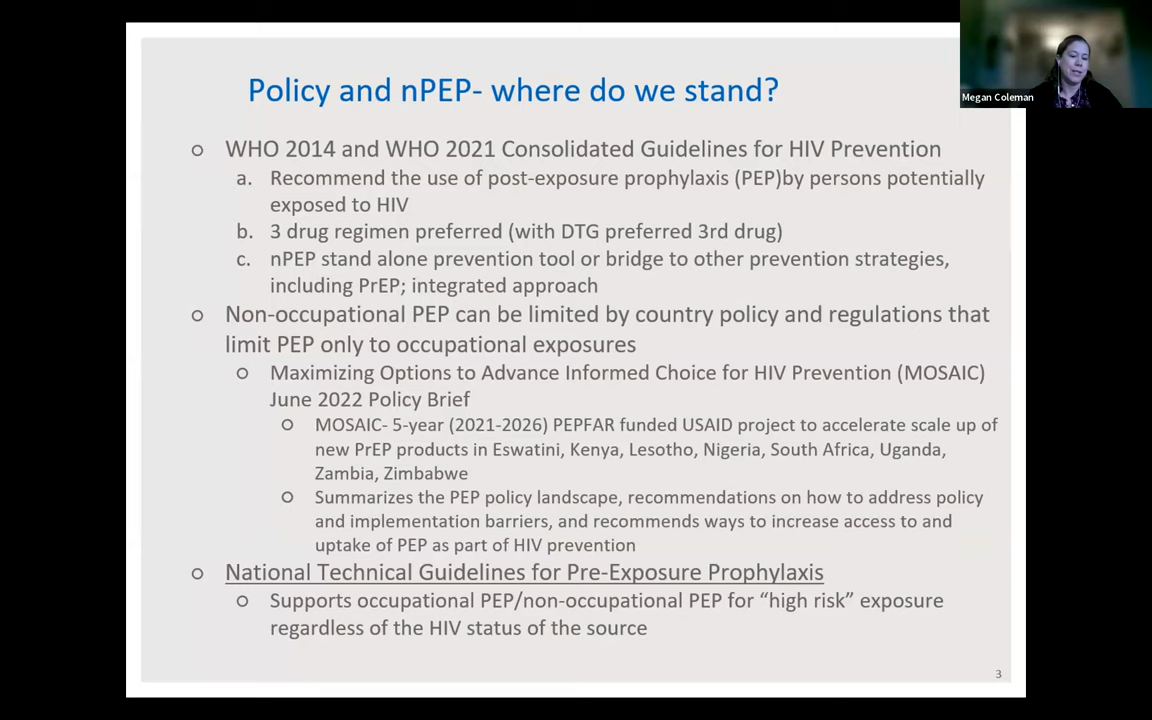 Policy and nPEP- where do we stand?
Megan Coleman
○ WHO 2014 and WHO 2021 Consolidated Guidelines for HIV Prevention
a. Recommend the use of post-exposure prophylaxis (PEP)by persons potentially
exposed to HIV
b. 3 drug regimen preferred (with DTG preferred 3rd drug)
c. nPEP stand alone prevention tool or bridge to other prevention strategies,
including PrEP; integrated approach
○ Non-occupational PEP can be limited by country policy and regulations that
limit PEP only to occupational exposures
○ Maximizing Options to Advance Informed Choice for HIV Prevention (MOSAIC)
June 2022 Policy Brief
○ MOSAIC- 5-year (2021-2026) PEPFAR funded USAID project to accelerate scale up of
new PrEP products in Eswatini, Kenya, Lesotho, Nigeria, South Africa, Uganda,
Zambia, Zimbabwe
○ Summarizes the PEP policy landscape, recommendations on how to address policy
and implementation barriers, and recommends ways to increase access to and
uptake of PEP as part of HIV prevention
○ National Technical Guidelines for Pre-Exposure Prophylaxis
○ Supports occupational PEP/non-occupational PEP for “high risk” exposure
regardless of the HIV status of the source
3